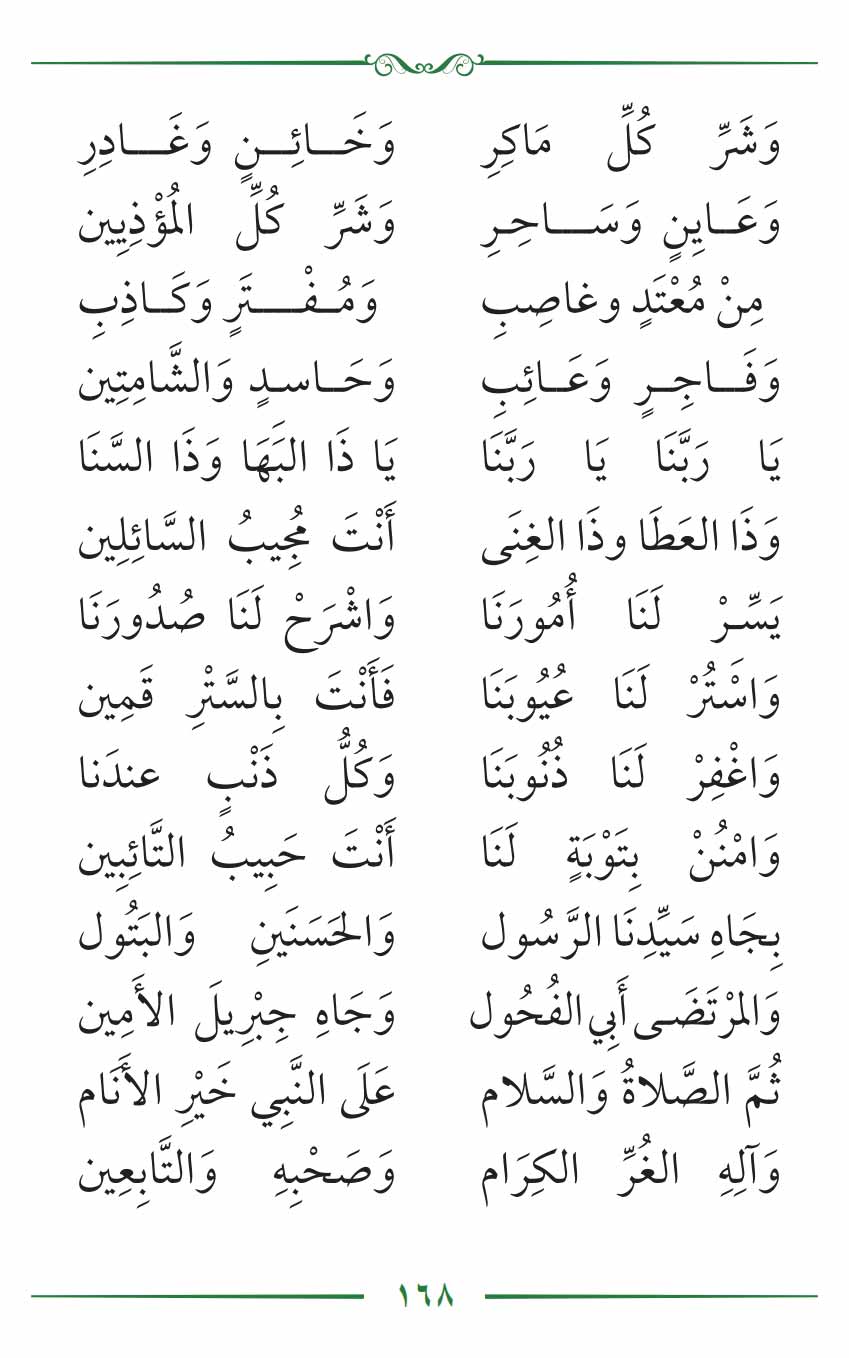 وَشَرِّ كُلِّ مَاكِرِ وَخَائِنٍ وَغَادِرِ
وَعَايِنٍ وَسَاحِرِ وَشَرِّ كُلِّ المُؤْذِيِين
مِنْ مُعْتَدٍ وغاصِبِ وَمُفْتَرٍ وَكَاذِبِ
وَفَاجِرٍ وَعَائِبِ وَحَاسدٍ وَالشَّامِتِين
يَا رَبَّنَا يَا رَبَّنَا يَا ذَا البَهَا وَذَا السَّنَا
وَذَا العَطَا وذَا الغِنَى أَنْتَ مُجِيبُ السَّائِلِين
يَسِّرْ لَنَا أُمُورَنَا وَاشْرَحْ لَنَا صُدُورَنَا
وَاسْتُرْ لَنَا عُيُوبَنَا فَأَنْتَ بِالسَّتْرِ قَمِين
وَاغْفِرْ لَنَا ذُنُوبَنَا وَكُلُّ ذَنْبٍ عندَنا
وَامْنُنْ بِتَوْبَةٍ لَنَا أَنْتَ حَبِيبُ التَّائِبِين
بِجَاهِ سَيِّدِنَا الرَّسُول وَالحَسَنَينِ وَالبَتُول
وَالمرْتَضَى أَبِي الفُحُول وَجَاهِ جِبْرِيلَ الأَمِين
ثُمَّ الصَّلاةُ وَالسَّلام عَلَى النَّبِي خَيْرِ الأَنَام
وَآلِهِ الغُرِّ الكِرَام وَصَحْبِهِ وَالتَّابِعِين
١٦٨